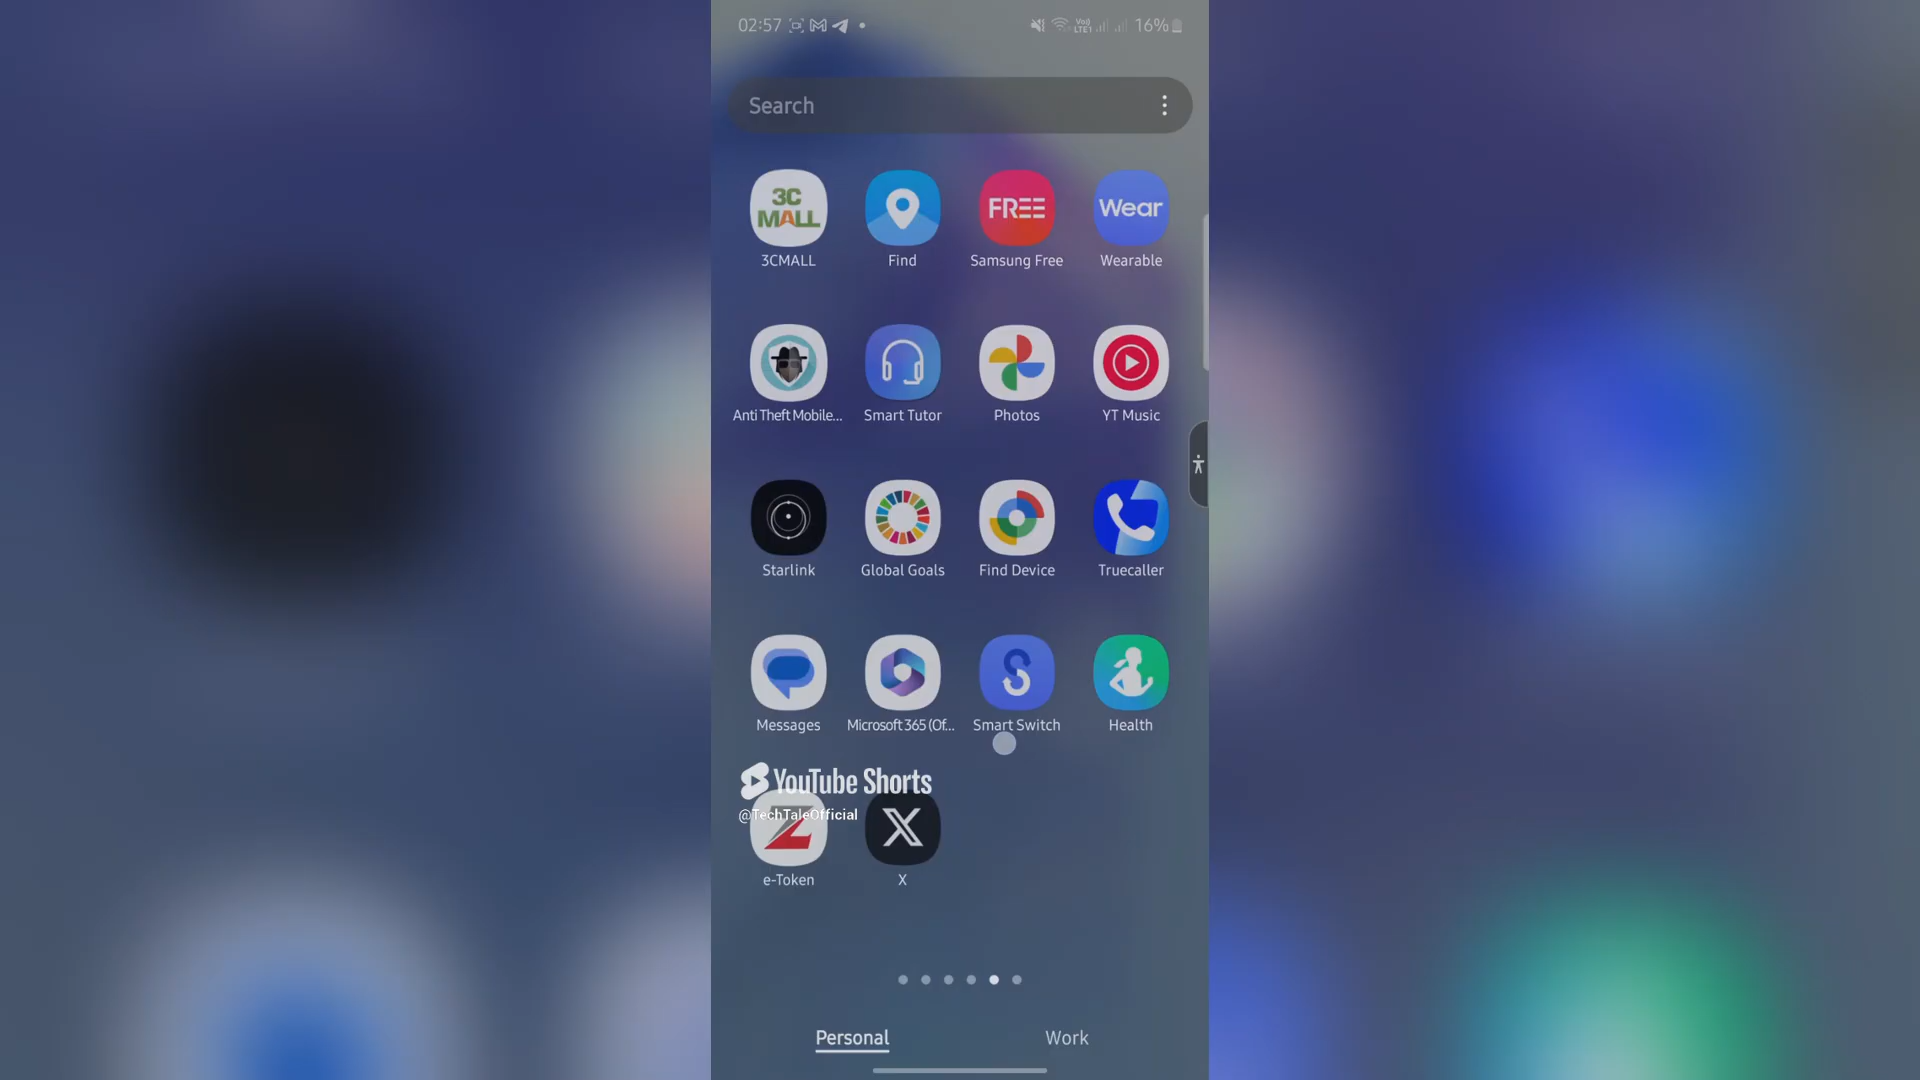 02:57
Voi)
LTE1
16%
Search
3C
MALL
FREE
Wear
3CMALL
Find
Samsung Free
Wearable
Anti Theft Mobile...
Smart Tutor
Photos
YT Music
Starlink
Global Goals
Find Device
Truecaller
Messages
Microsoft 365 (Of...
Smart Switch
Health
YouTube Shorts
@TechTaleOfficial
e-Token
X
Personal
Work